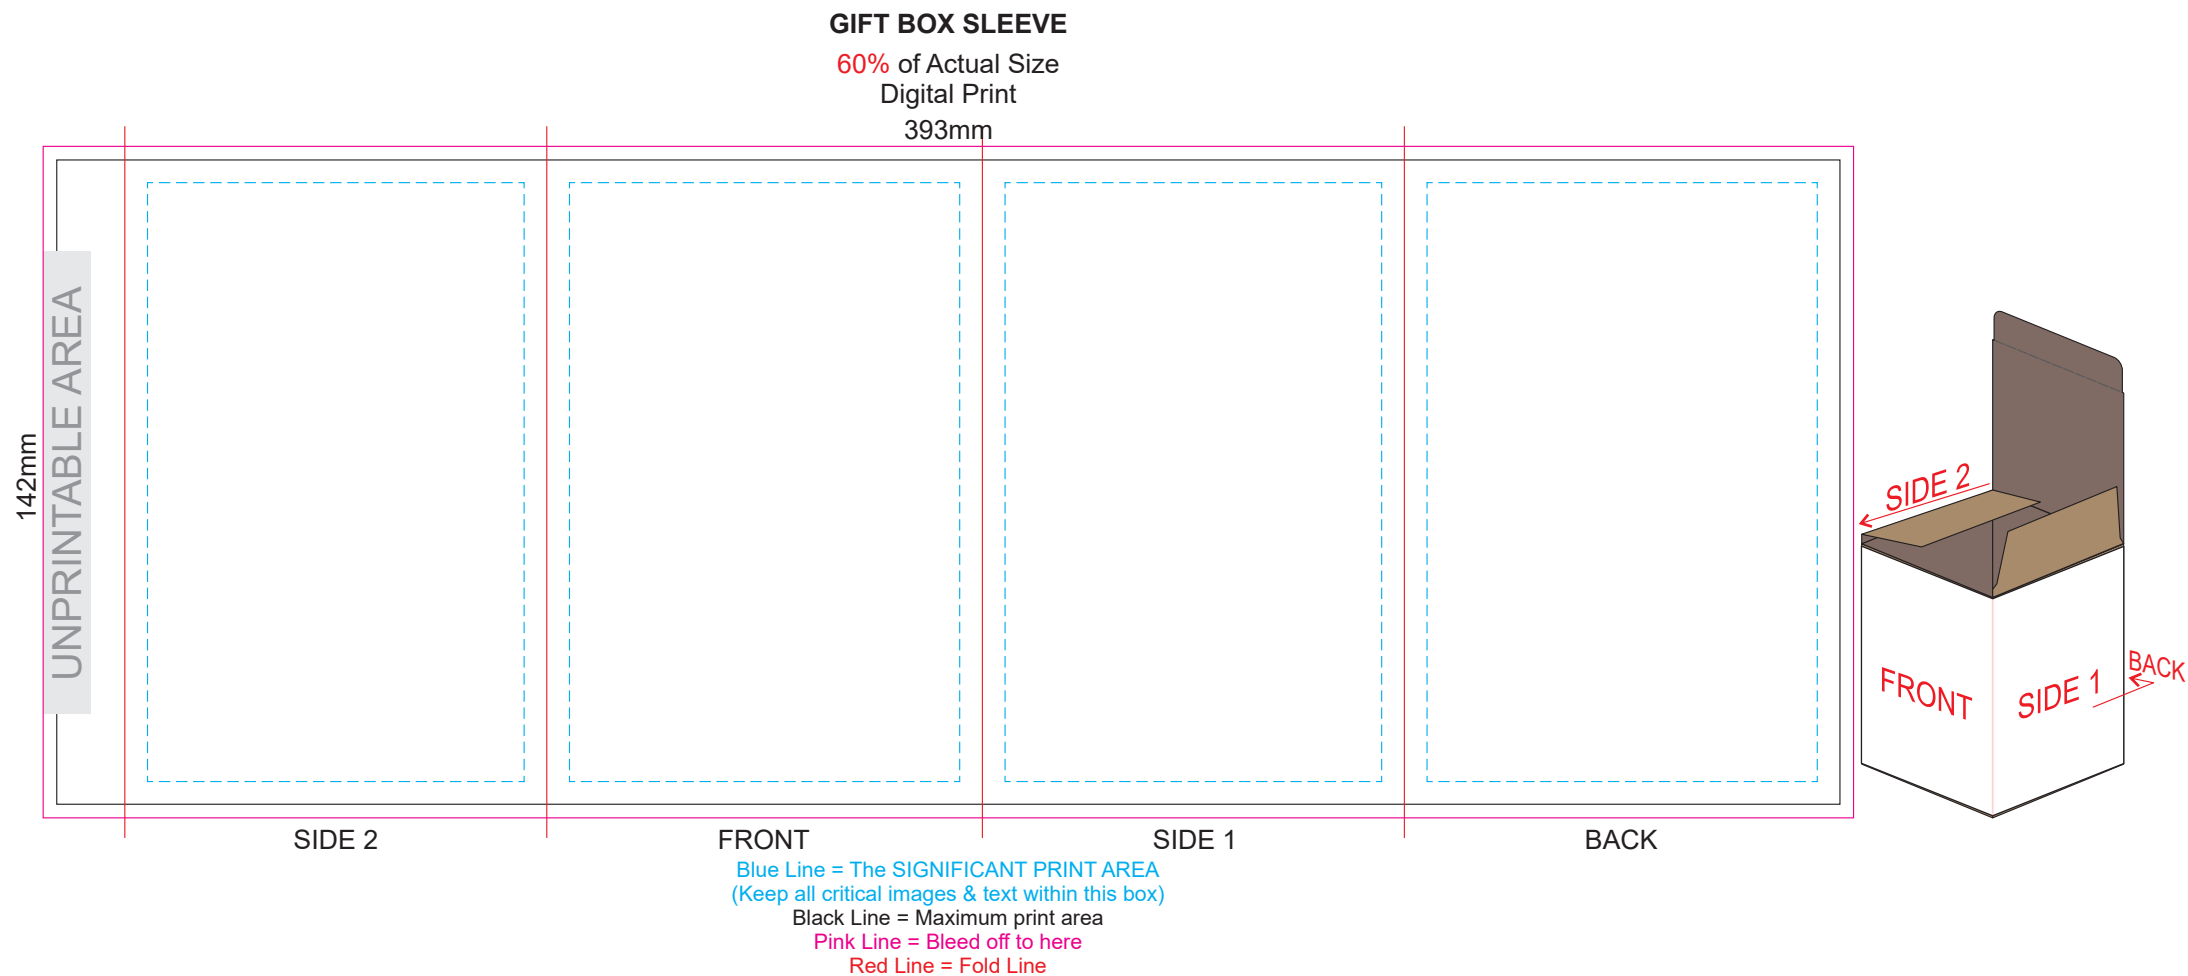 GIFT BOX SLEEVE
60% of Actual Size
Digital Print
393mm
142mm
UNPRINTABLE AREA
SIDE 2
FRONT
SIDE 1
BACK
SIDE 2
FRONT
SIDE 1
BACK
Blue Line = The SIGNIFICANT PRINT AREA
(Keep all critical images & text within this box)
Black Line = Maximum print area
Pink Line = Bleed off to here
Red Line = Fold Line